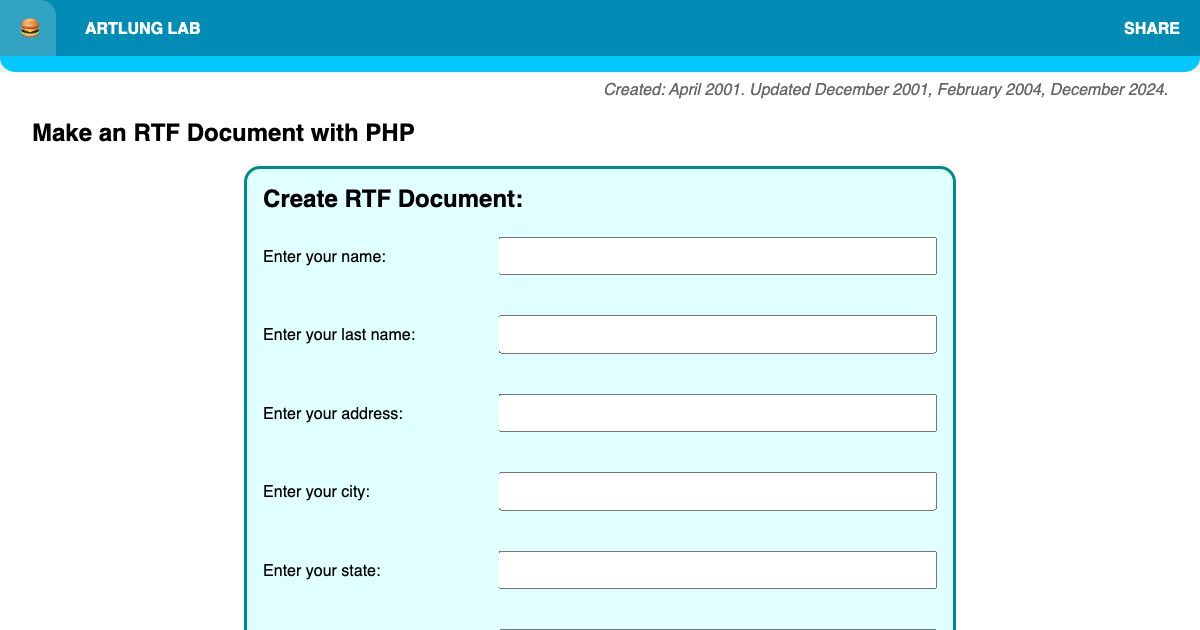 ARTLUNG LAB
SHARE
Created: April 2001. Updated December 2001, February 2004, December 2024.
Make an RTF Document with PHP
Create RTF Document:
Enter your name:
Enter your last name:
Enter your address:
Enter your city:
Enter your state: